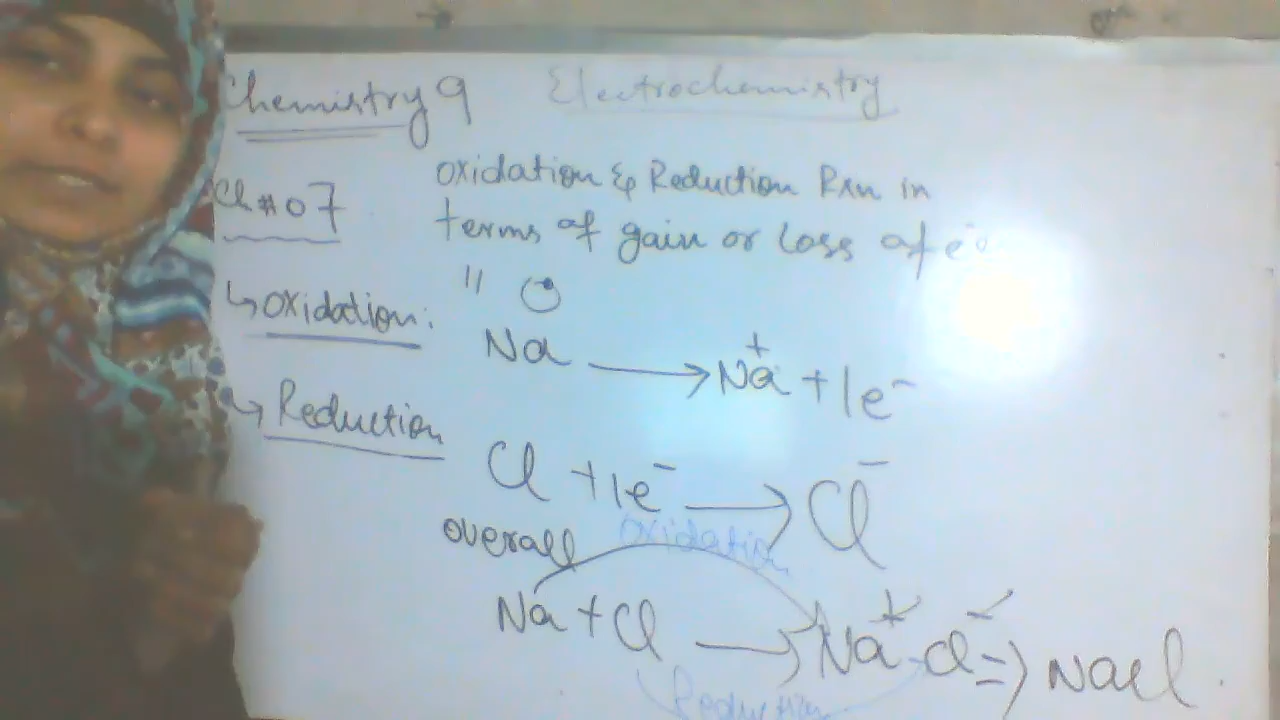 Chemistry 9 Electrochemistry
Ch # 07
Oxidation & Reduction Rxn in
terms of gain or loss of e⁻
↳ Oxidation:
"
Na → Na⁺ + 1e⁻
↳ Reduction
Cl + 1e⁻ → Cl⁻
overall
Oxidation
Na + Cl → Na⁺ Cl⁻ ⇒ NaCl
Reduction